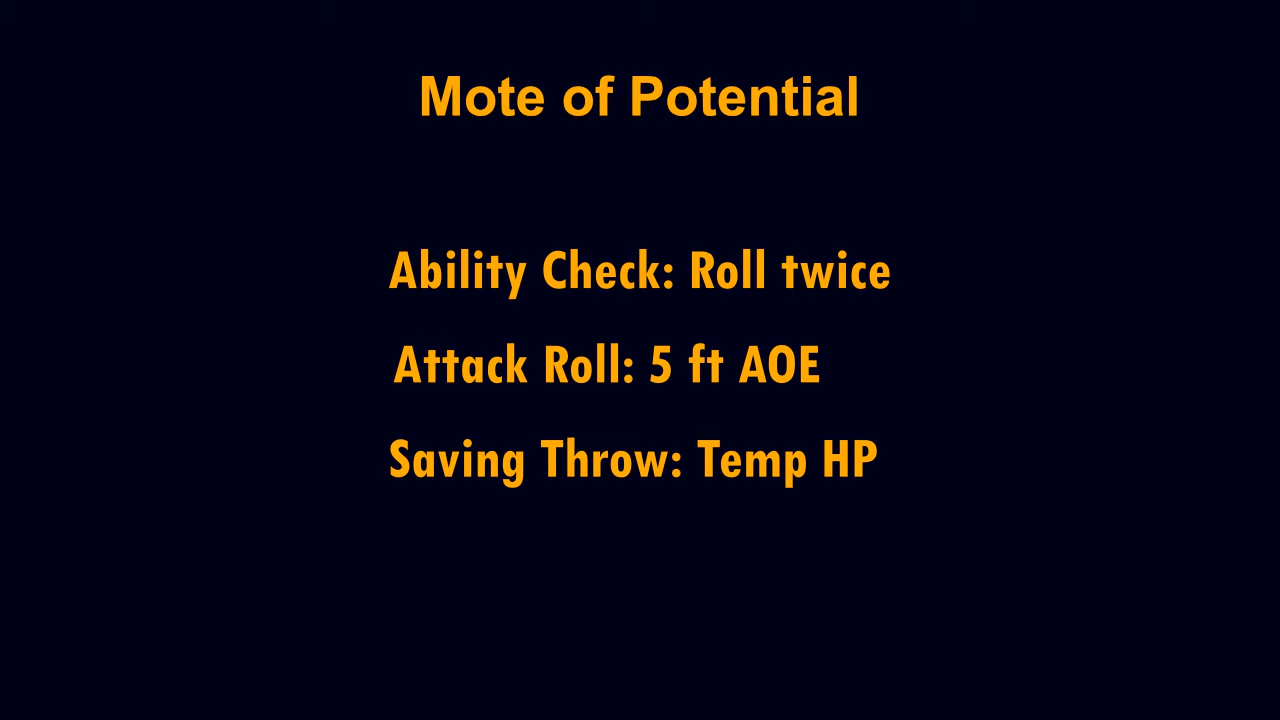 Mote of Potential
Ability Check: Roll twice
Attack Roll: 5 ft AOE
Saving Throw: Temp HP